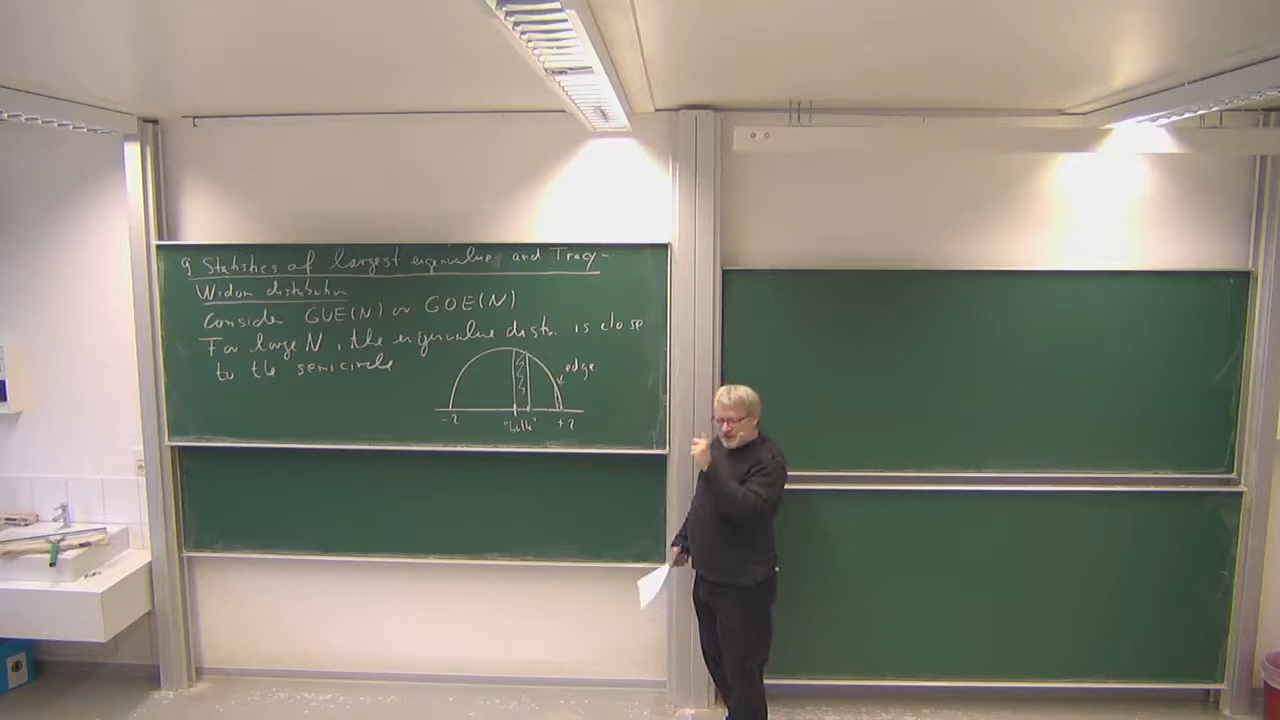 9 Statistics of largest eigenvalue and Tracy-
Widom distribution
Consider GUE(N) or GOE(N)
For large N, the eigenvalue distr. is close
to the semicircle
edge
-2 "bulk" +2